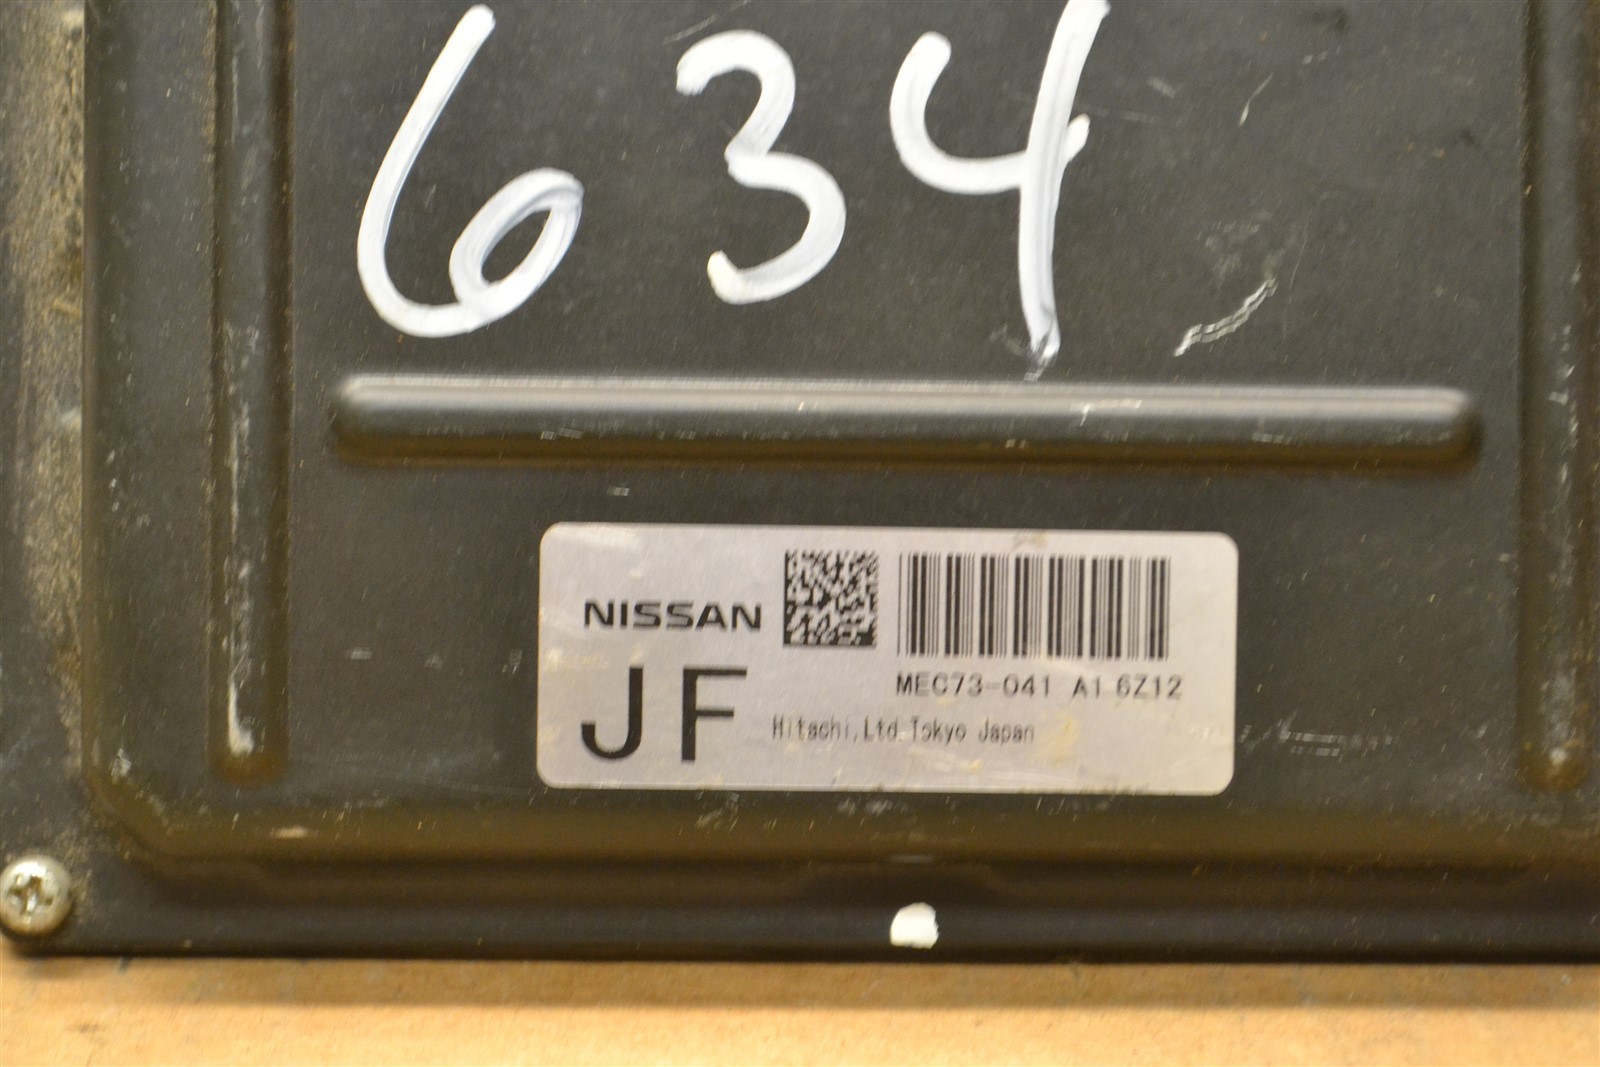 634
NISSAN
MEC73-041 A1 6Z12
JF
Hitachi,Ltd.Tokyo Japan